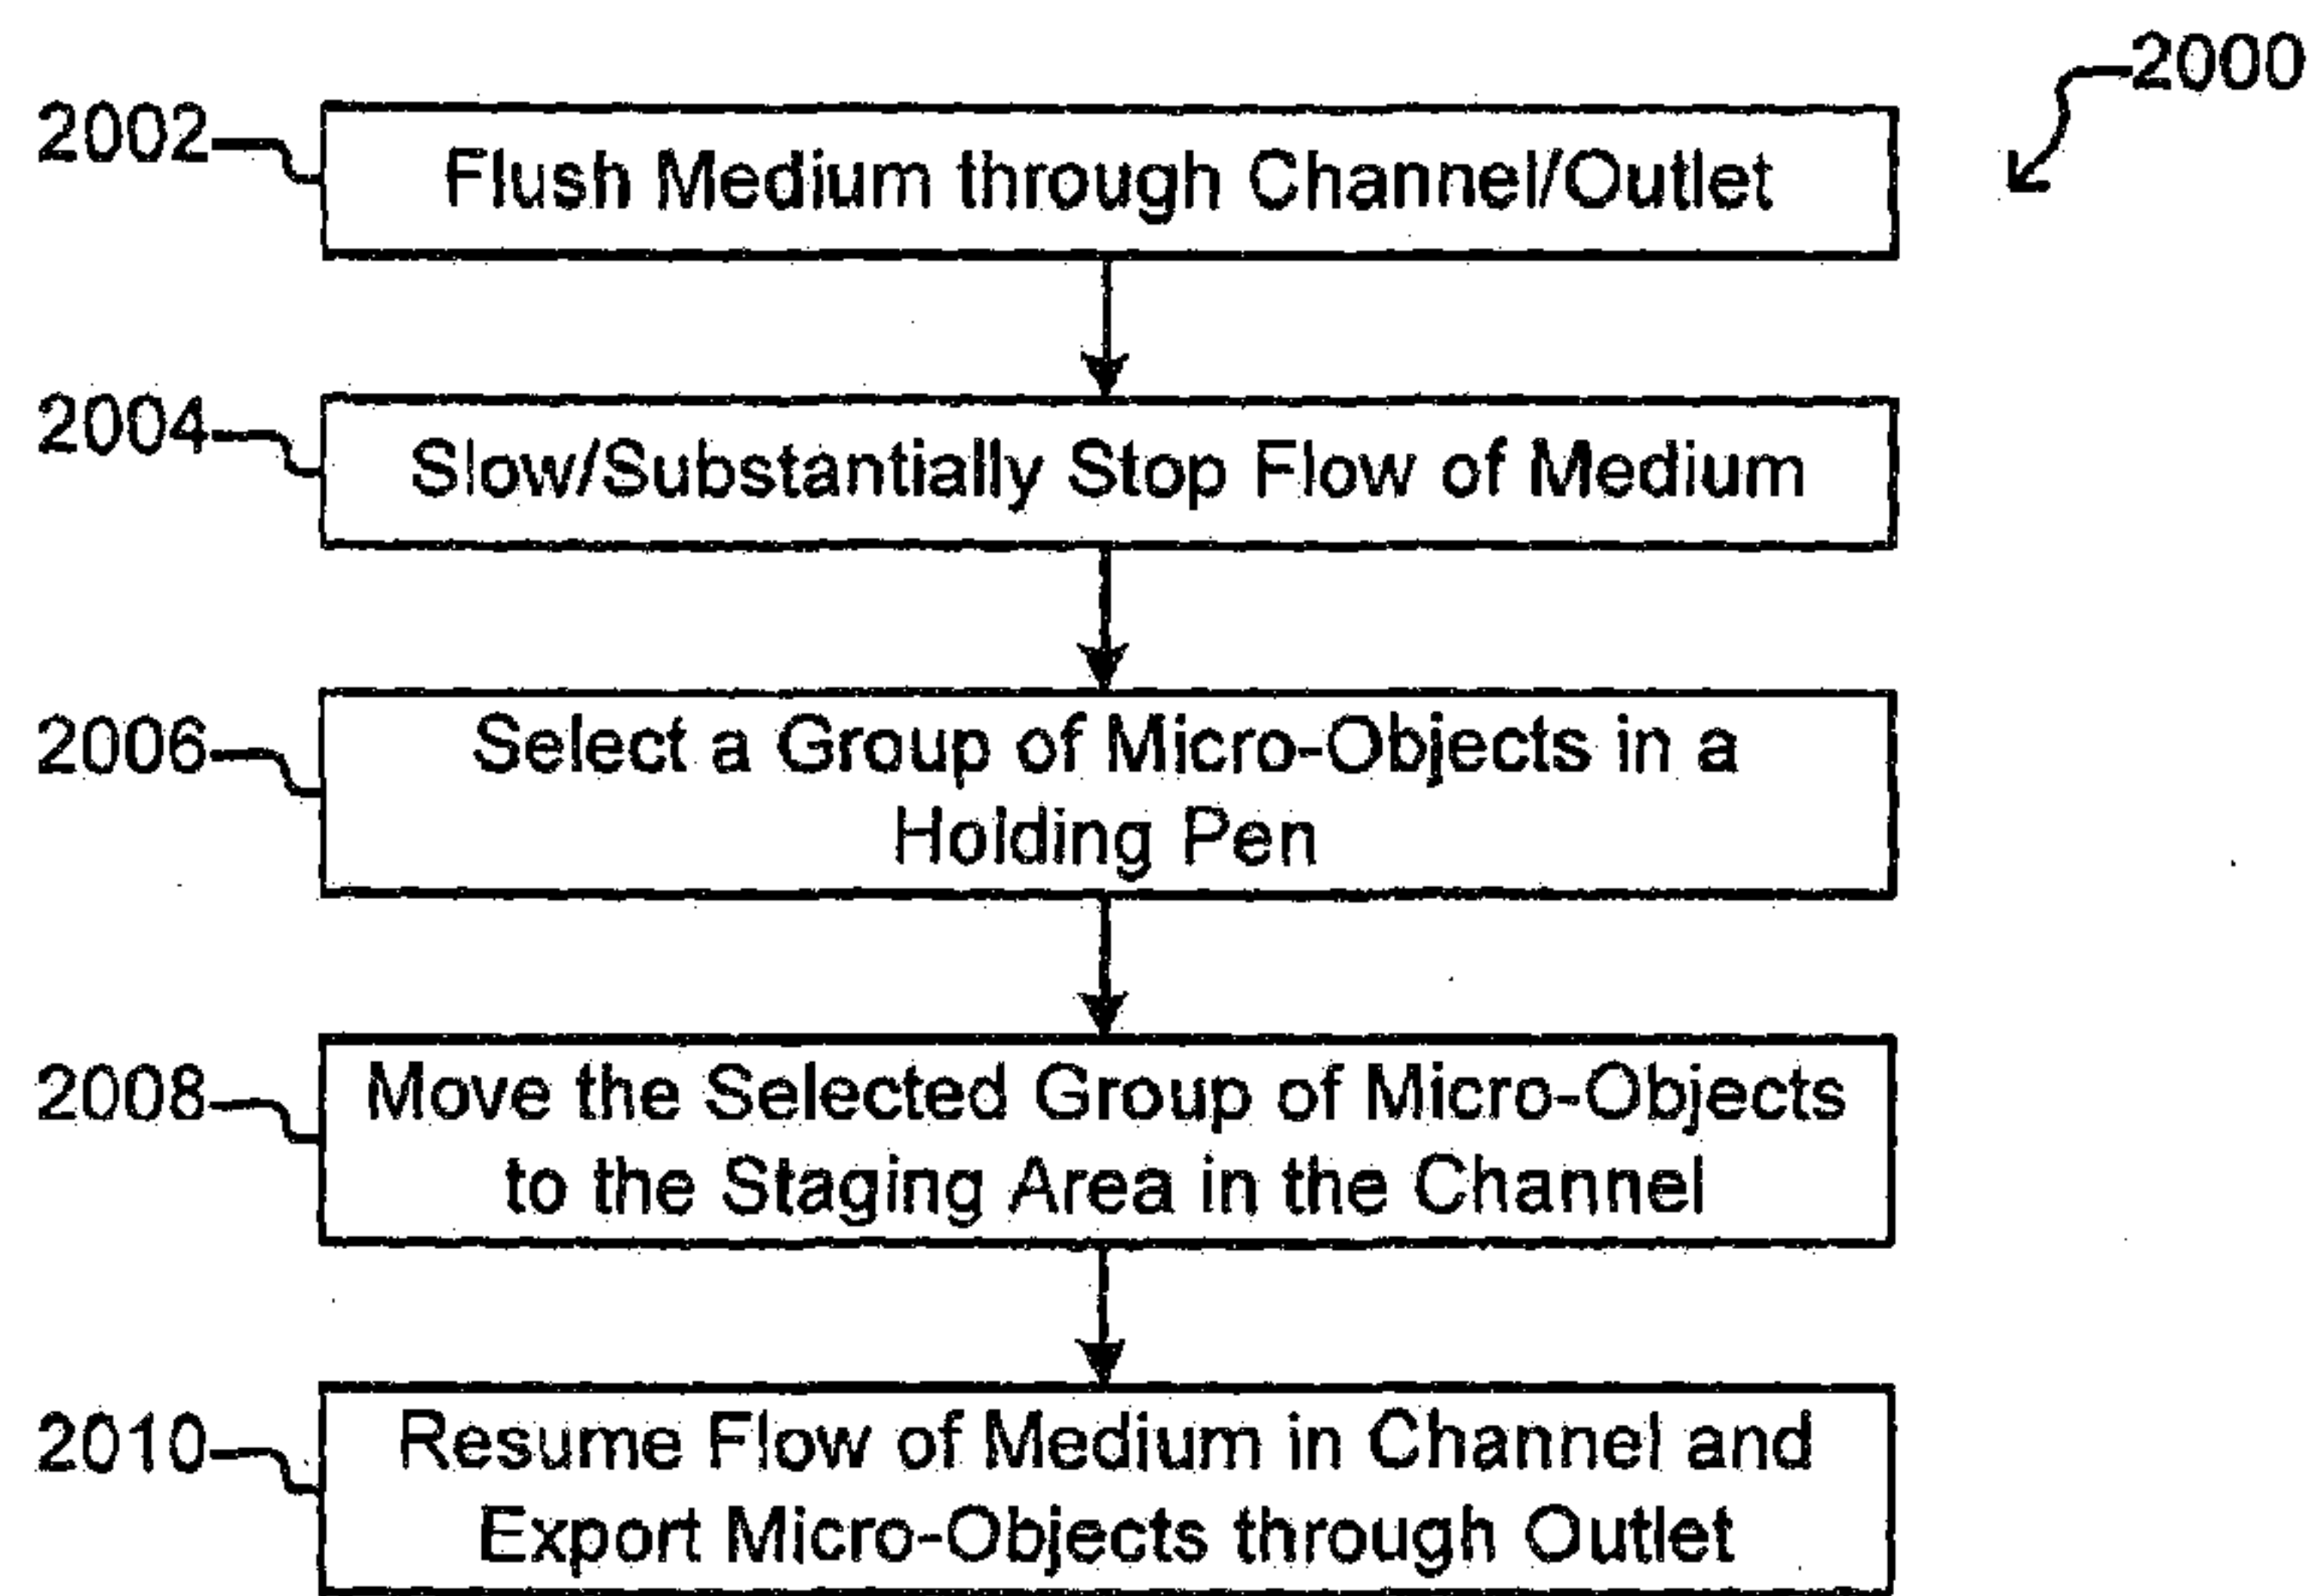 2000
2002
Flush Medium through Channel/Outlet
2004
Slow/Substantially Stop Flow of Medium
2006
Select a Group of Micro-Objects in a
Holding Pen
2008
Move the Selected Group of Micro-Objects
to the Staging Area in the Channel
2010
Resume Flow of Medium in Channel and
Export Micro-Objects through Outlet